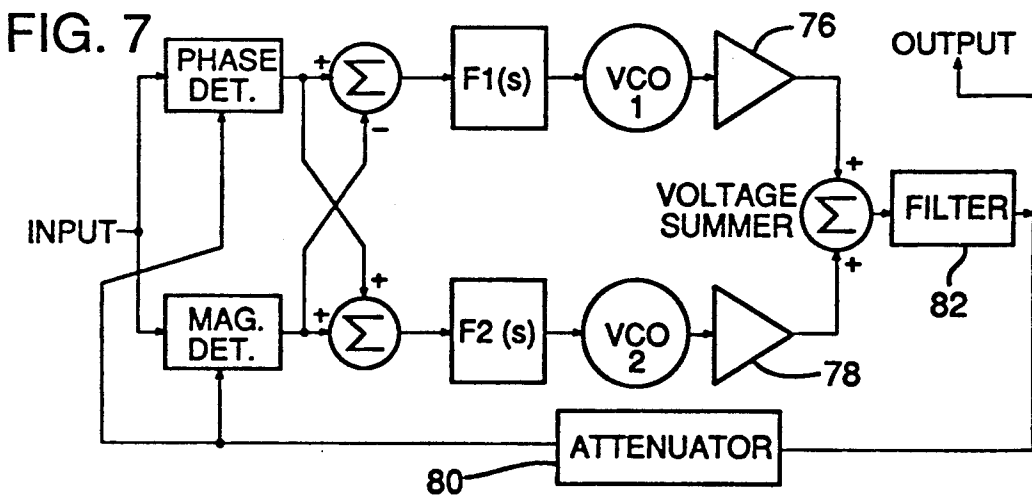 FIG. 7
PHASE
DET.
+
Σ
−
F1(s)
VCO
1
76
OUTPUT
INPUT
+
VOLTAGE
SUMMER
Σ
+
FILTER
82
MAG.
DET.
+
+
Σ
F2 (s)
VCO
2
78
ATTENUATOR
80